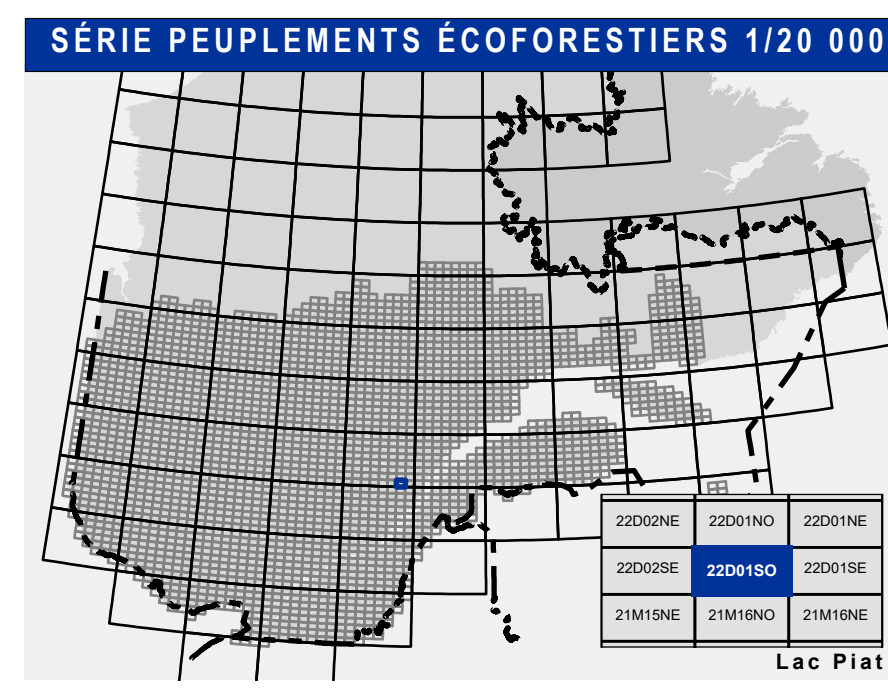 SÉRIE PEUPLEMENTS ÉCOFORESTIERS 1/20 000
22D02NE 22D01NO 22D01NE
22D02SE 22D01SO 22D01SE
21M15NE 21M16NO 21M16NE
Lac Piat